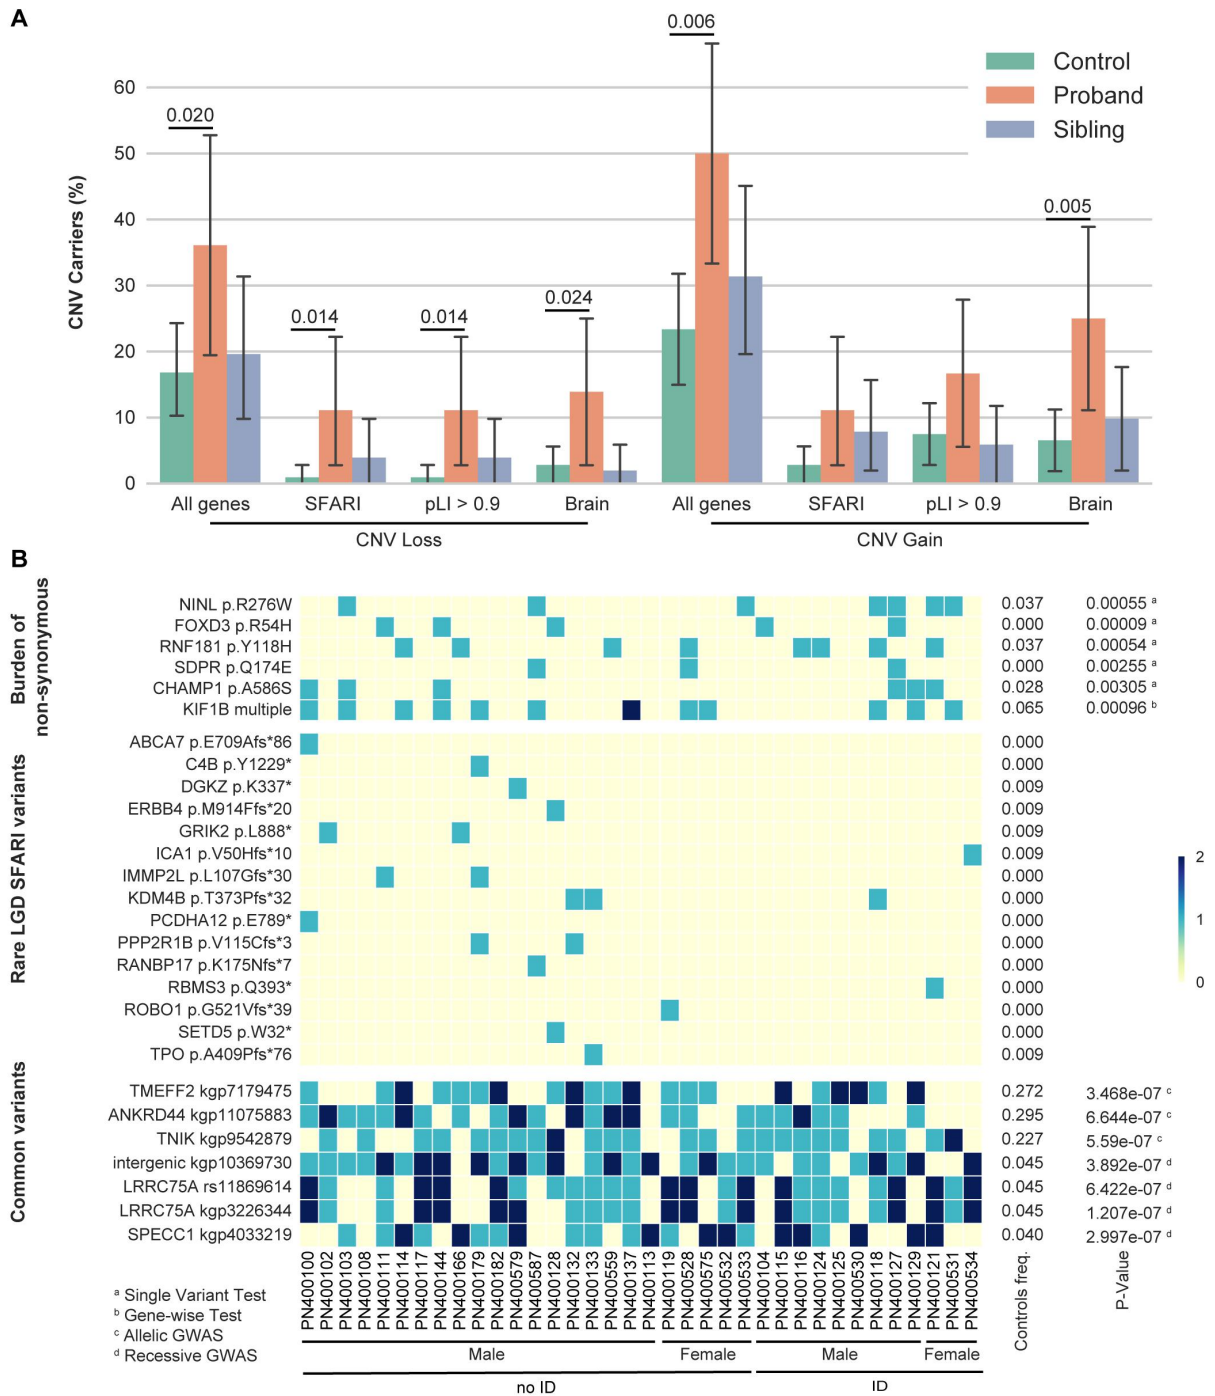 A
0.006
Control
Proband
Sibling
60
50
40
30
20
10
0
CNV Carriers (%)
0.020
0.014
0.014
0.024
0.005
All genes SFARI pLI > 0.9 Brain All genes SFARI pLI > 0.9 Brain
CNV Loss CNV Gain
B
Burden of
non-synonymous
NINL p.R276W 0.037 0.00055 a
FOXD3 p.R54H 0.000 0.00009 a
RNF181 p.Y118H 0.037 0.00054 a
SDPR p.Q174E 0.000 0.00255 a
CHAMP1 p.A586S 0.028 0.00305 a
KIF1B multiple 0.065 0.00096 b
Rare LGD SFARI variants
ABCA7 p.E709Afs*86 0.000
C4B p.Y1229* 0.000
DGKZ p.K337* 0.009
ERBB4 p.M914Ffs*20 0.009
GRIK2 p.L888* 0.009
ICA1 p.V50Hfs*10 0.009
IMMP2L p.L107Gfs*30 0.000
KDM4B p.T373Pfs*32 0.000
PCDHA12 p.E789* 0.000
PPP2R1B p.V115Cfs*3 0.000
RANBP17 p.K175Nfs*7 0.000
RBMS3 p.Q393* 0.000
ROBO1 p.G521Vfs*39 0.000
SETD5 p.W32* 0.000
TPO p.A409Pfs*76 0.009
2
1
0
Common variants
TMEFF2 kgp7179475 0.272 3.468e-07 c
ANKRD44 kgp11075883 0.295 6.644e-07 c
TNIK kgp9542879 0.227 5.59e-07 c
intergenic kgp10369730 0.045 3.892e-07 d
LRRC75A rs11869614 0.045 6.422e-07 d
LRRC75A kgp3226344 0.045 1.207e-07 d
SPECC1 kgp4033219 0.040 2.997e-07 d
PN400100
PN400102
PN400103
PN400108
PN400111
PN400114
PN400117
PN400144
PN400166
PN400179
PN400182
PN400579
PN400587
PN400128
PN400132
PN400133
PN400559
PN400137
PN400113
PN400119
PN400528
PN400575
PN400532
PN400533
PN400104
PN400115
PN400116
PN400124
PN400125
PN400530
PN400118
PN400127
PN400129
PN400121
PN400531
PN400534
Controls freq.
P-Value
a Single Variant Test
b Gene-wise Test
c Allelic GWAS
d Recessive GWAS
Male Female Male Female
no ID ID